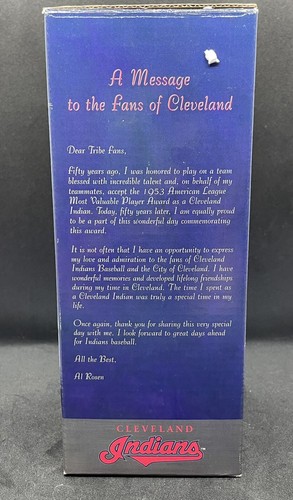 A Message
to the Fans of Cleveland
Dear Tribe Fans,
Fifty years ago, I was honored to play on a team
blessed with incredible talent and, on behalf of my
teammates, accept the 1953 American League
Most Valuable Player Award as a Cleveland
Indian. Today, fifty years later, I am equally proud
to be a part of this wonderful day commemorating
this award.
It is not often that I have an opportunity to express
my love and admiration to the fans of Cleveland
Indians Baseball and the City of Cleveland. I have
wonderful memories and developed lifelong friendships
during my time in Cleveland. The time I spent as
a Cleveland Indian was truly a special time in my
life.
Once again, thank you for sharing this very special
day with me. I look forward to great days ahead
for Indians baseball.
All the Best,
Al Rosen
CLEVELAND
Indians™